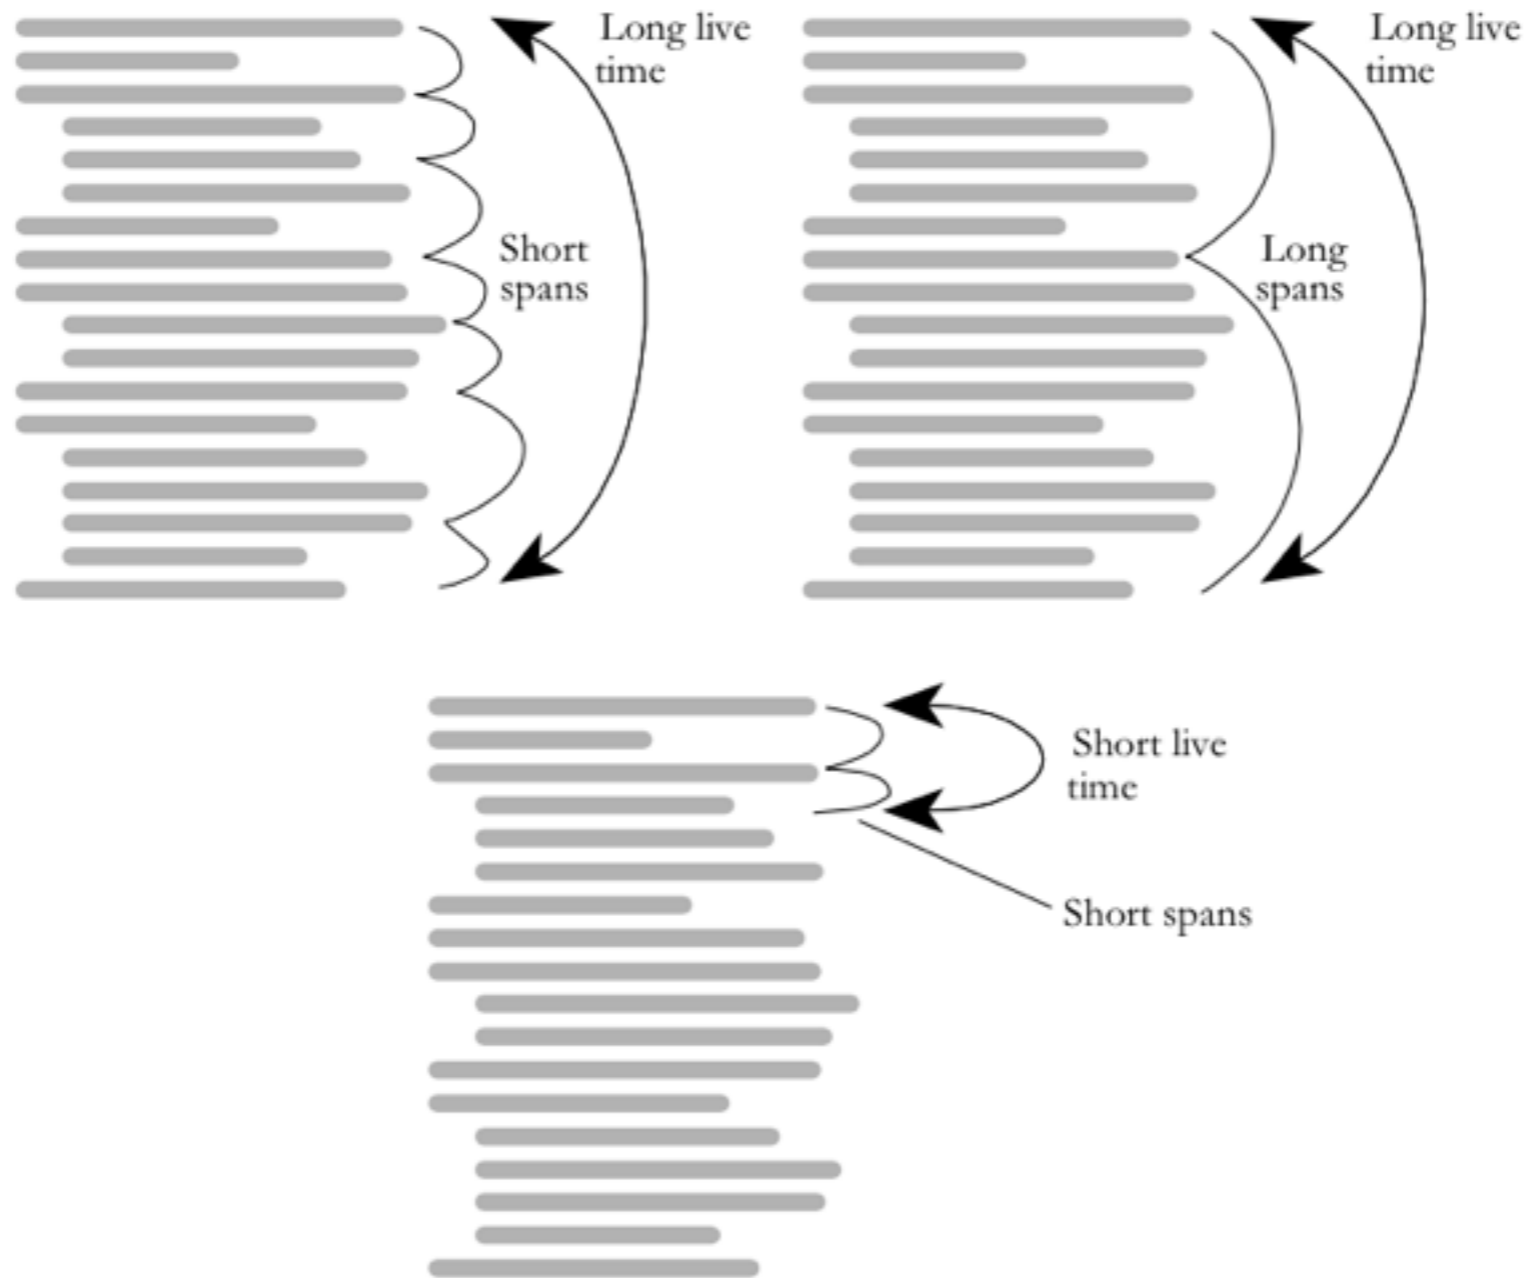 Long live
time
Short
spans
Long live
time
Long
spans
Short live
time
Short spans